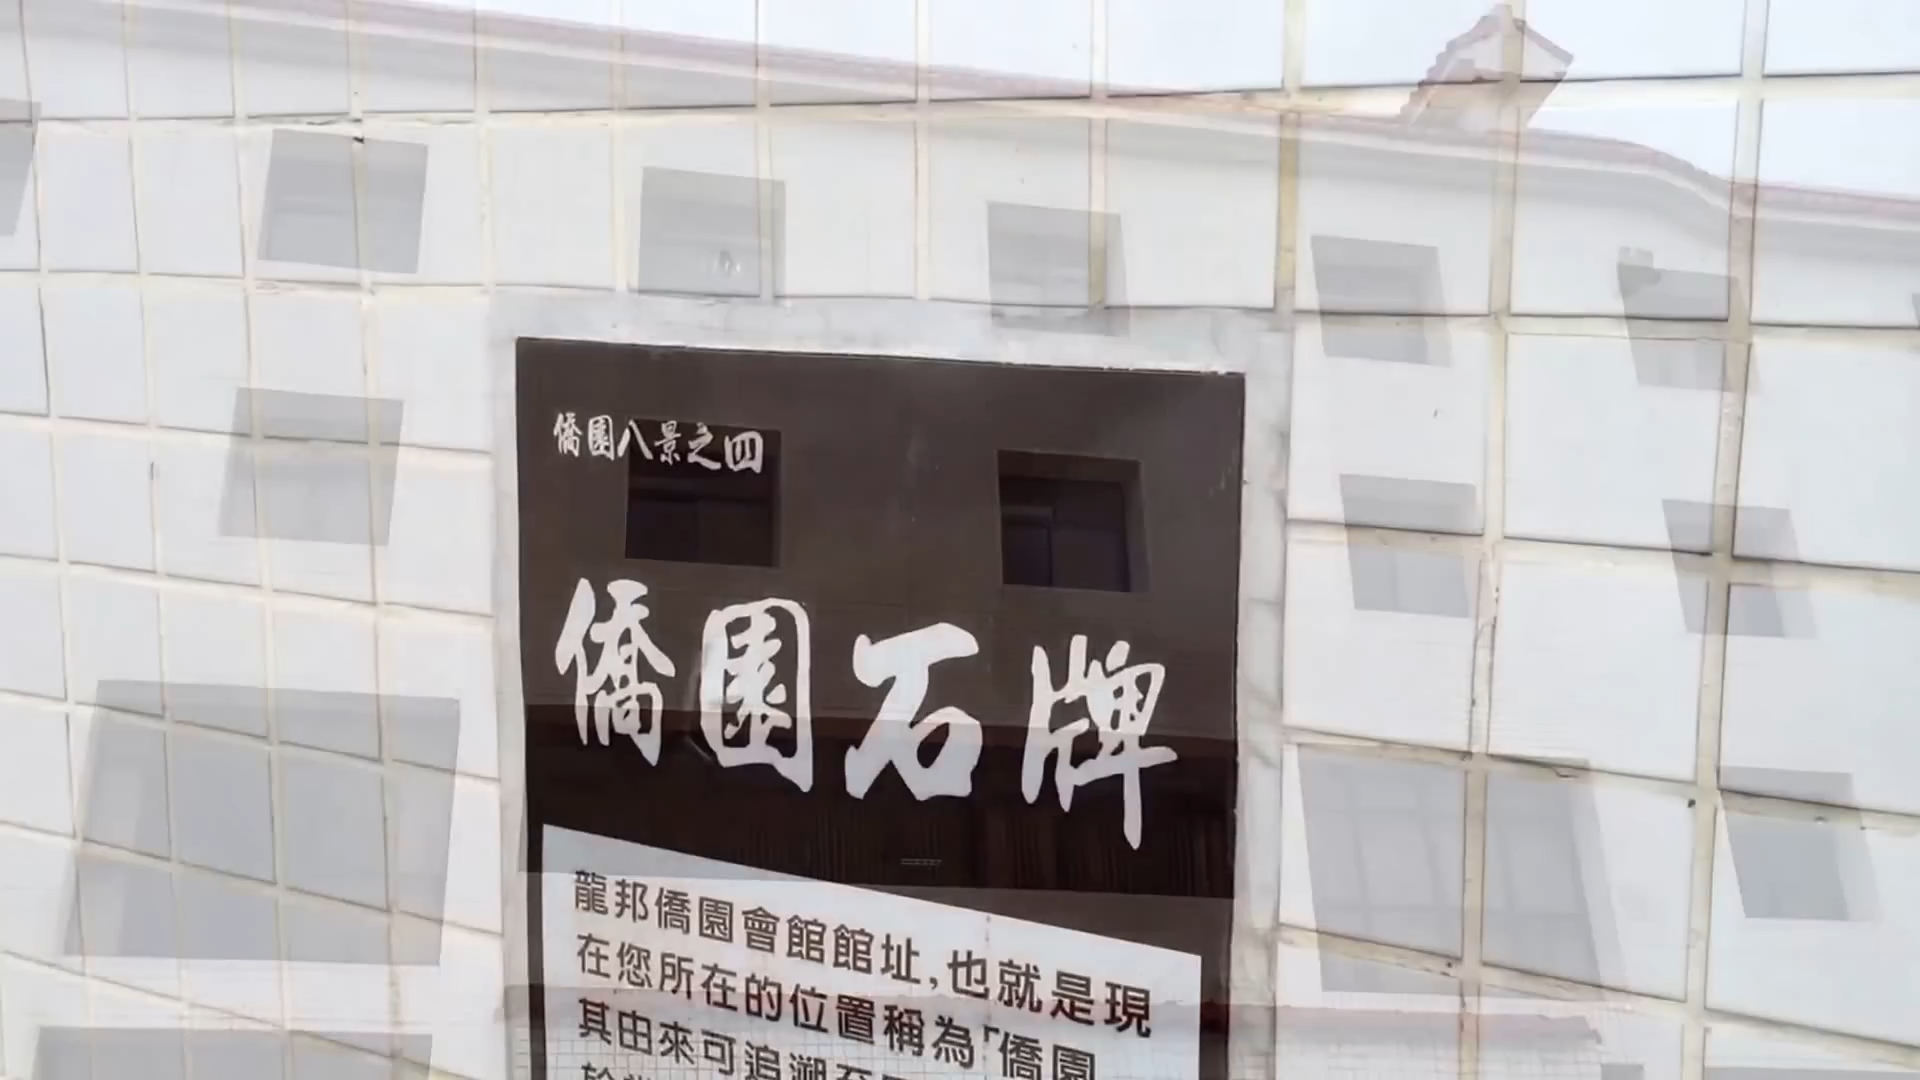 僑園八景之四
僑園石牌
龍邦僑園會館館址,也就是現
在您所在的位置稱為「僑園
其由來可追溯至